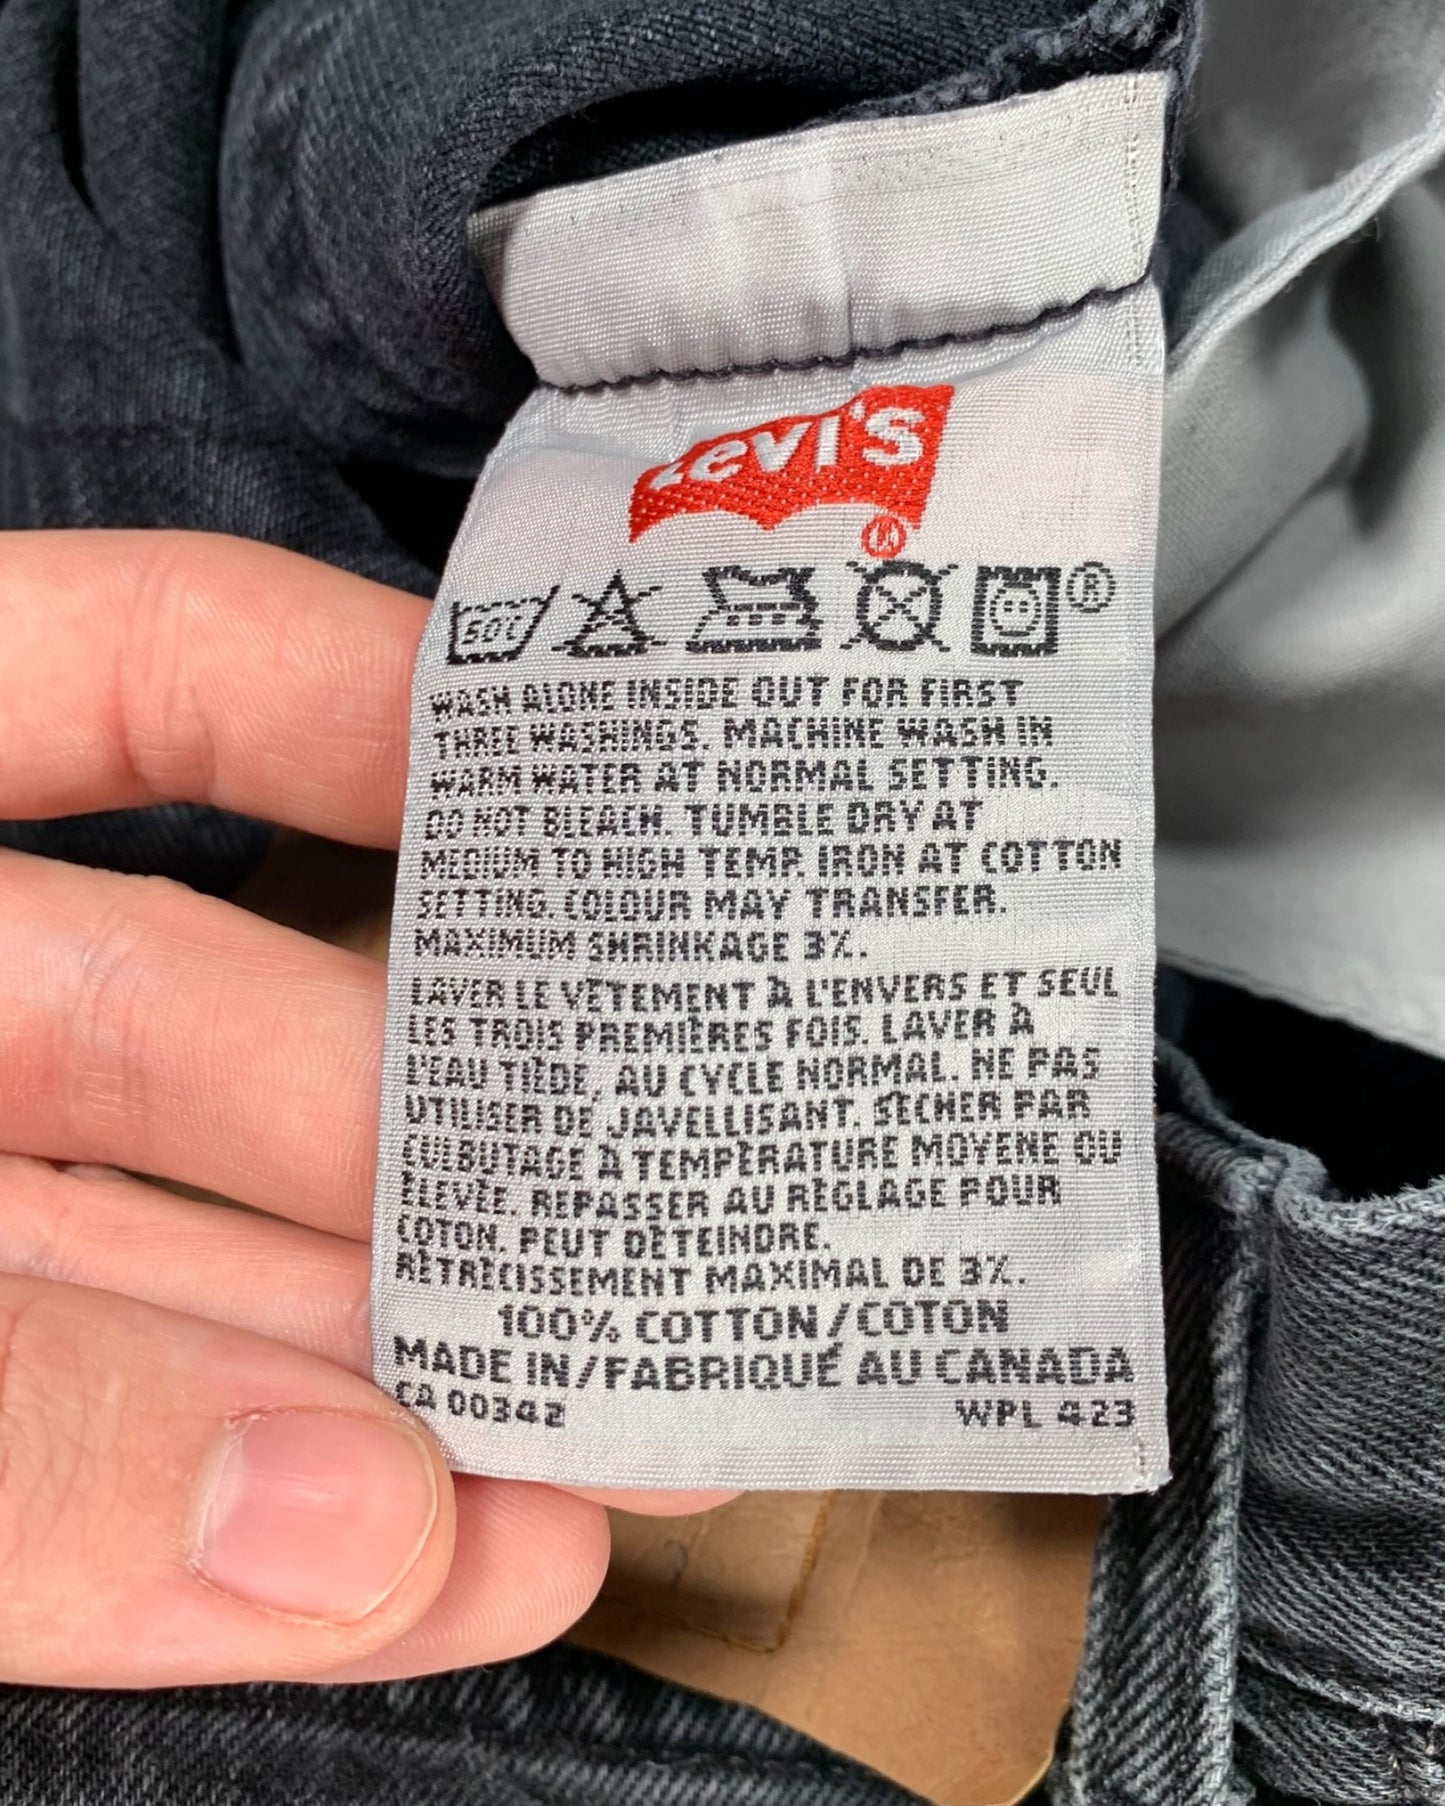 Levi's
50C ®
WASH ALONE INSIDE OUT FOR FIRST
THREE WASHINGS. MACHINE WASH IN
WARM WATER AT NORMAL SETTING.
DO NOT BLEACH. TUMBLE DRY AT
MEDIUM TO HIGH TEMP. IRON AT COTTON
SETTING. COLOUR MAY TRANSFER.
MAXIMUM SHRINKAGE 3%.
LAVER LE VÊTEMENT À L'ENVERS ET SEUL
LES TROIS PREMIÈRES FOIS. LAVER À
L'EAU TIÈDE, AU CYCLE NORMAL. NE PAS
UTILISER DE JAVELLISANT. SÉCHER PAR
CULBUTAGE À TEMPÉRATURE MOYENE OU
ÉLEVÉE. REPASSER AU RÉGLAGE POUR
COTON. PEUT DÉTEINDRE.
RÉTRÉCISSEMENT MAXIMAL DE 3%.
100% COTTON/COTON
MADE IN/FABRIQUÉ AU CANADA
CA 00342 WPL 423